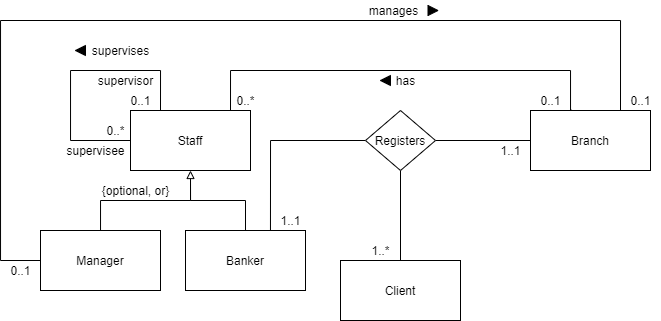 manages ►
◄ supervises
supervisor
◄ has
0..1
0..*
0..1
0..1
0..*
Staff
Registers
Branch
supervisee
1..1
{optional, or}
1..1
Manager
Banker
1..*
0..1
Client